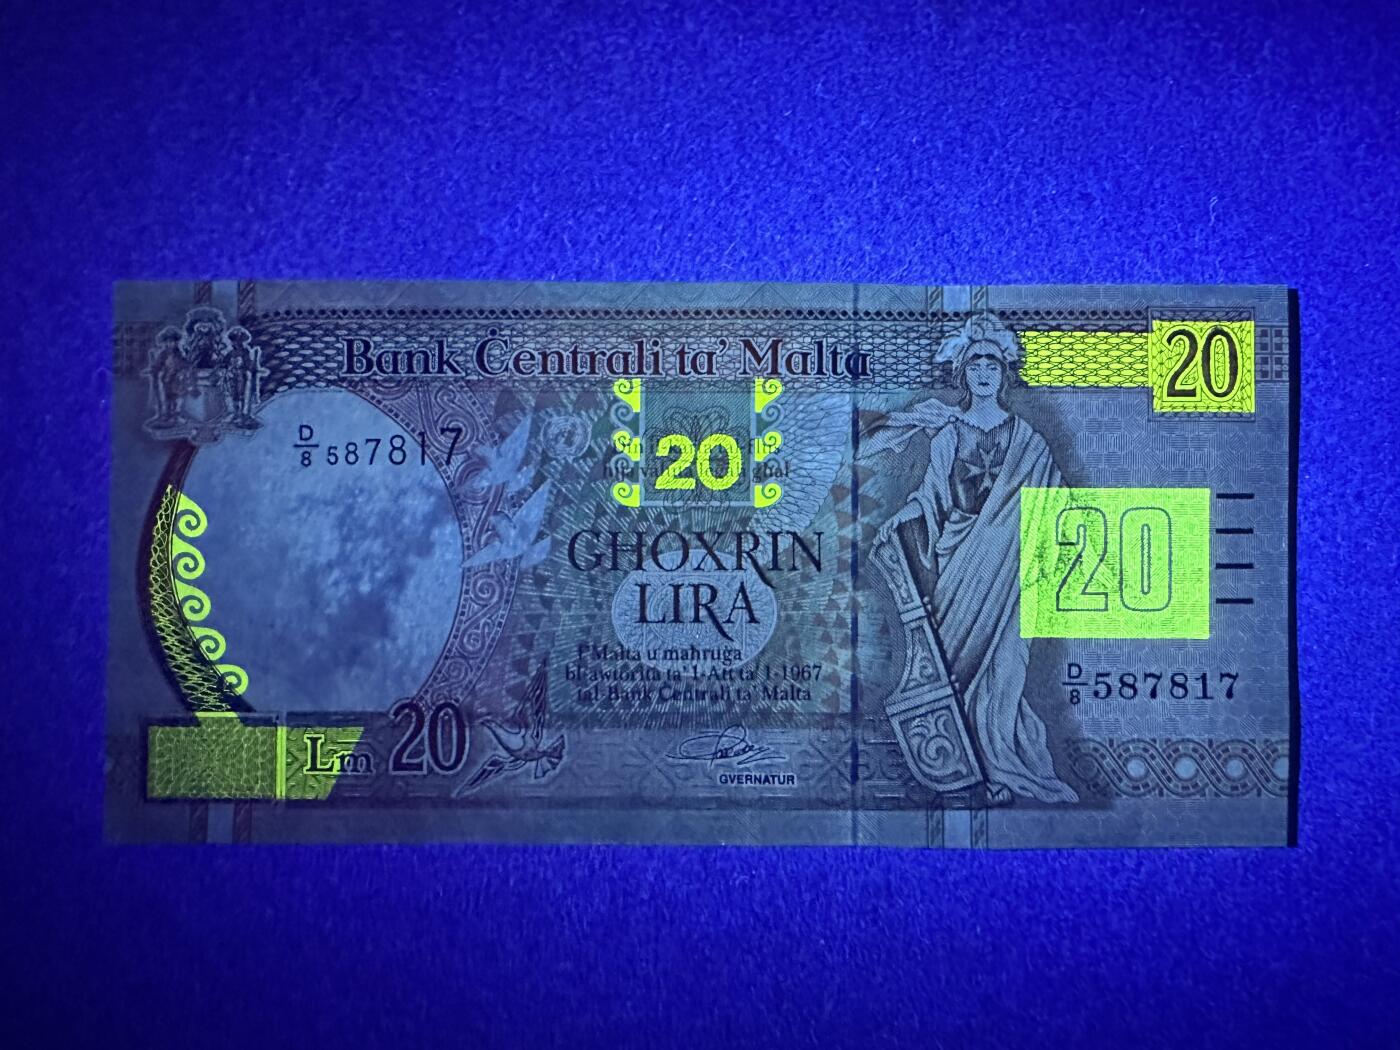 Bank Ċentrali ta' Malta
20
D/8 587817
20
GĦOXRIN
LIRA
20
f'Malta u maħruġa
bl-awtorità ta' l-Att ta' l-1967
tal-Bank Ċentrali ta' Malta
D/8 587817
Lm 20
GVERNATUR